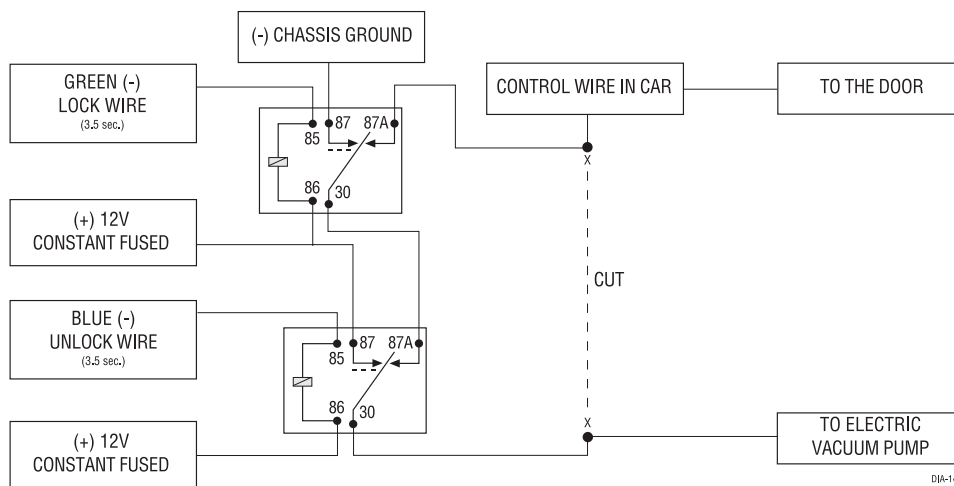 (-) CHASSIS GROUND
GREEN (-)
LOCK WIRE
(3.5 sec.)
CONTROL WIRE IN CAR
TO THE DOOR
85
87
87A
86
30
X
(+) 12V
CONSTANT FUSED
CUT
BLUE (-)
UNLOCK WIRE
(3.5 sec.)
85
87
87A
86
30
X
(+) 12V
CONSTANT FUSED
TO ELECTRIC
VACUUM PUMP